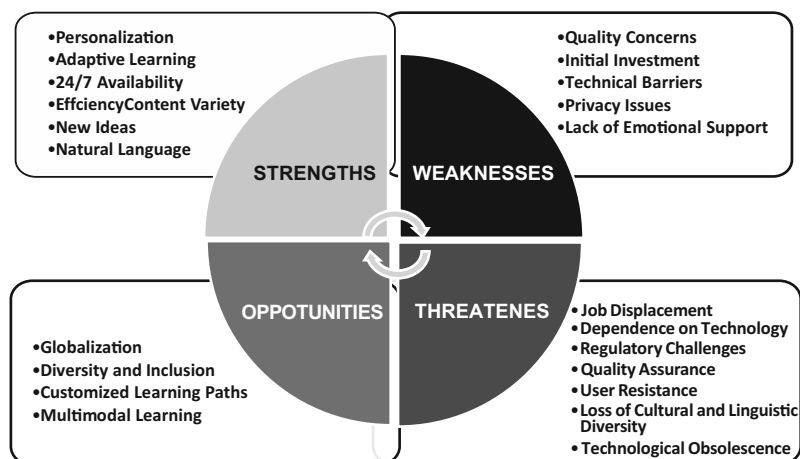 •Personalization
•Adaptive Learning
•24/7 Availability
•EffciencyContent Variety
•New Ideas
•Natural Language
STRENGTHS
•Quality Concerns
•Initial Investment
•Technical Barriers
•Privacy Issues
•Lack of Emotional Support
WEAKNESSES
OPPOTUNITIES
•Globalization
•Diversity and Inclusion
•Customized Learning Paths
•Multimodal Learning
THREATENES
•Job Displacement
•Dependence on Technology
•Regulatory Challenges
•Quality Assurance
•User Resistance
•Loss of Cultural and Linguistic
Diversity
•Technological Obsolescence